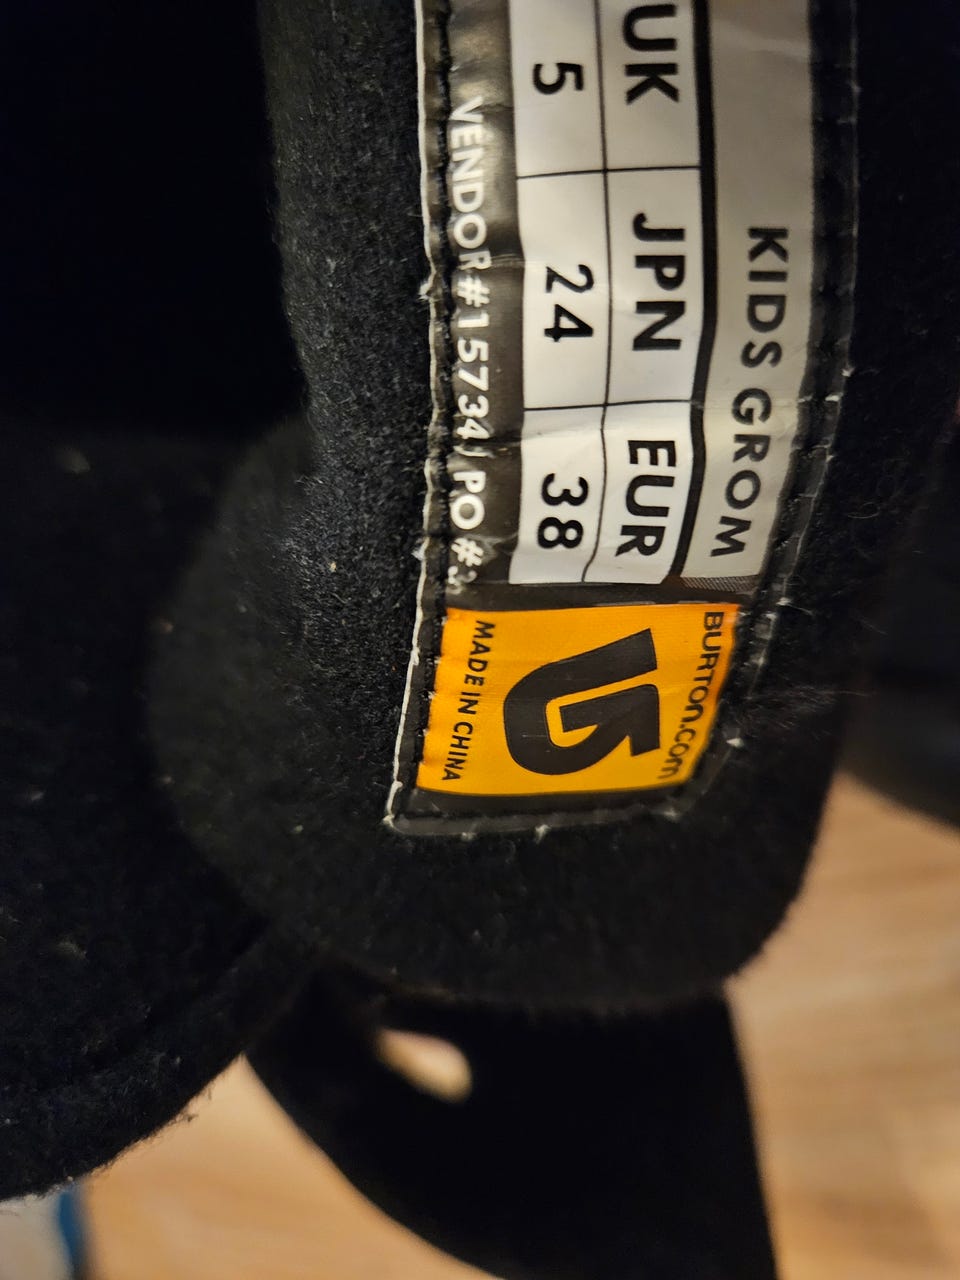 KIDS GROM
UK JPN EUR
5 24 38
VENDOR#15734/ PO #
BURTON.COM
MADE IN CHINA